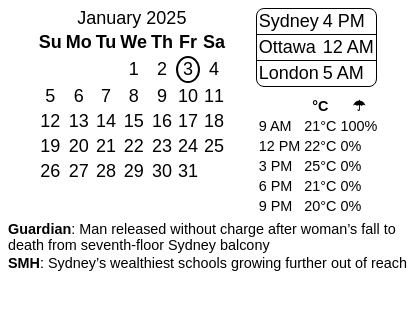 January 2025
Su Mo Tu We Th Fr Sa
1 2 3 4
5 6 7 8 9 10 11
12 13 14 15 16 17 18
19 20 21 22 23 24 25
26 27 28 29 30 31
Sydney 4 PM
Ottawa 12 AM
London 5 AM
°C ☂
9 AM 21°C 100%
12 PM 22°C 0%
3 PM 25°C 0%
6 PM 21°C 0%
9 PM 20°C 0%
Guardian: Man released without charge after woman’s fall to
death from seventh-floor Sydney balcony
SMH: Sydney’s wealthiest schools growing further out of reach